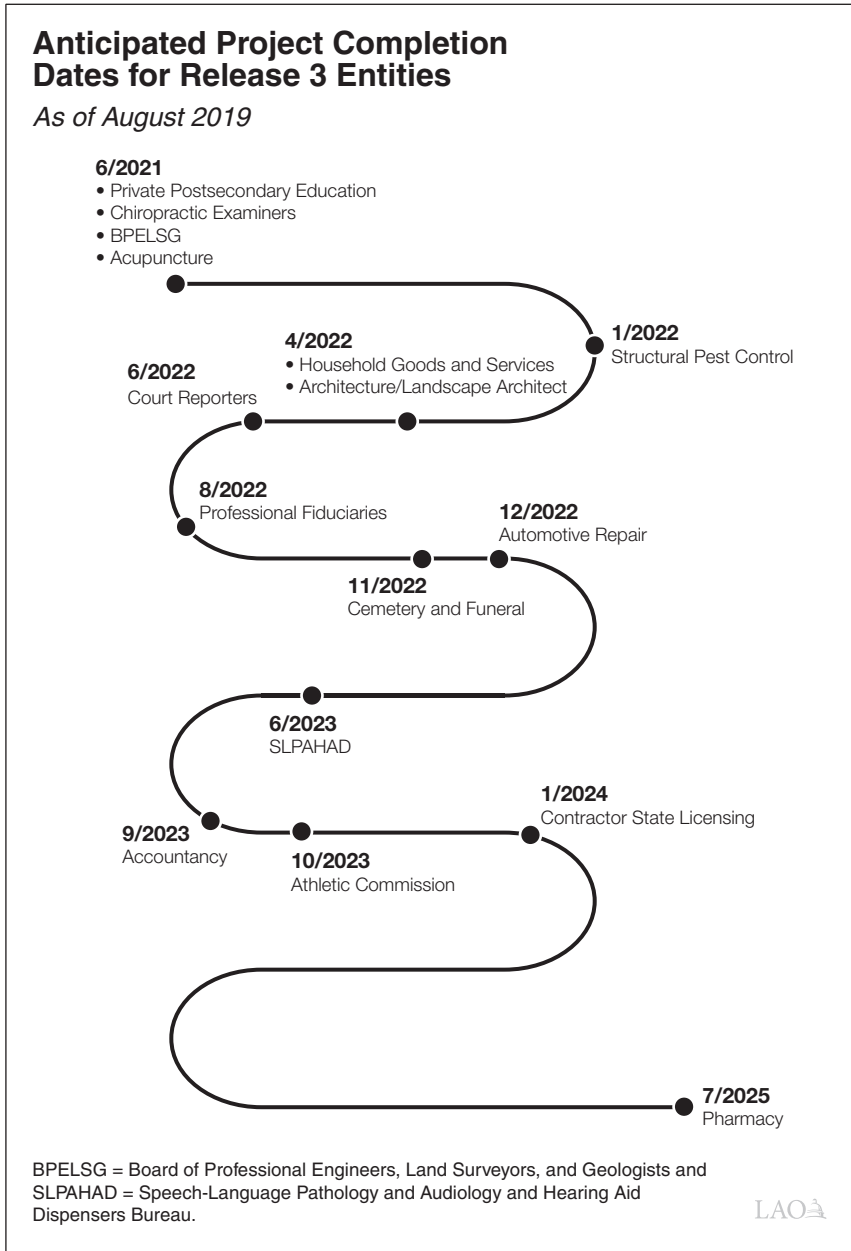 Anticipated Project Completion
Dates for Release 3 Entities
As of August 2019
6/2021
• Private Postsecondary Education
• Chiropractic Examiners
• BPELSG
• Acupuncture
1/2022
Structural Pest Control
4/2022
• Household Goods and Services
• Architecture/Landscape Architect
6/2022
Court Reporters
8/2022
Professional Fiduciaries
11/2022
Cemetery and Funeral
12/2022
Automotive Repair
6/2023
SLPAHAD
9/2023
Accountancy
10/2023
Athletic Commission
1/2024
Contractor State Licensing
7/2025
Pharmacy
BPELSG = Board of Professional Engineers, Land Surveyors, and Geologists and
SLPAHAD = Speech-Language Pathology and Audiology and Hearing Aid
Dispensers Bureau.
LAO